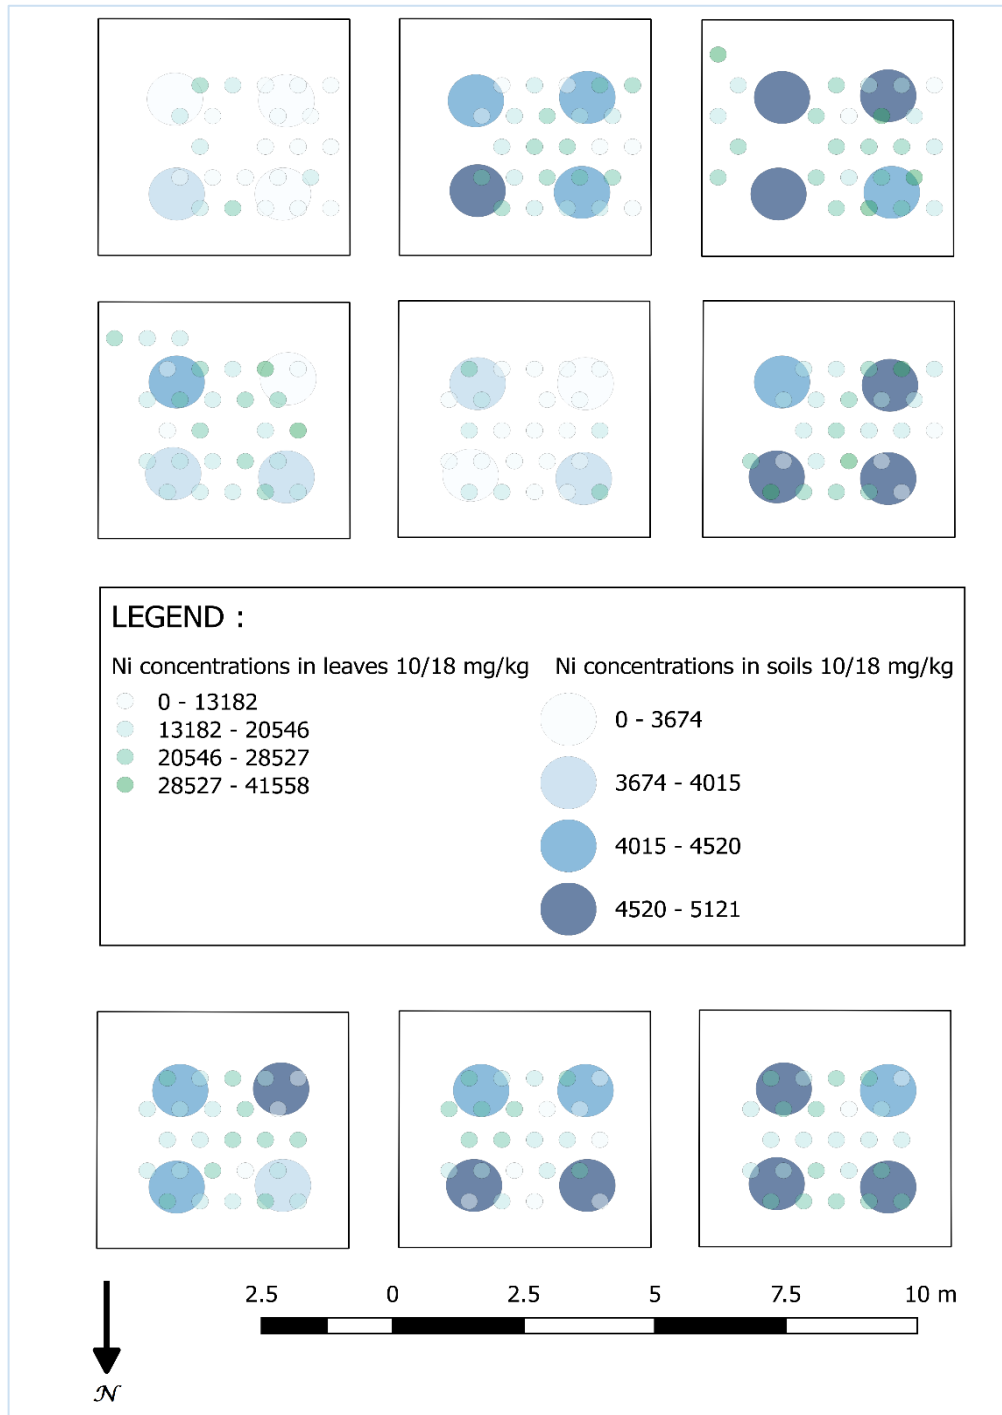 LEGEND :
Ni concentrations in leaves 10/18 mg/kg
0 - 13182
13182 - 20546
20546 - 28527
28527 - 41558
Ni concentrations in soils 10/18 mg/kg
0 - 3674
3674 - 4015
4015 - 4520
4520 - 5121
2.5 0 2.5 5 7.5 10 m
N